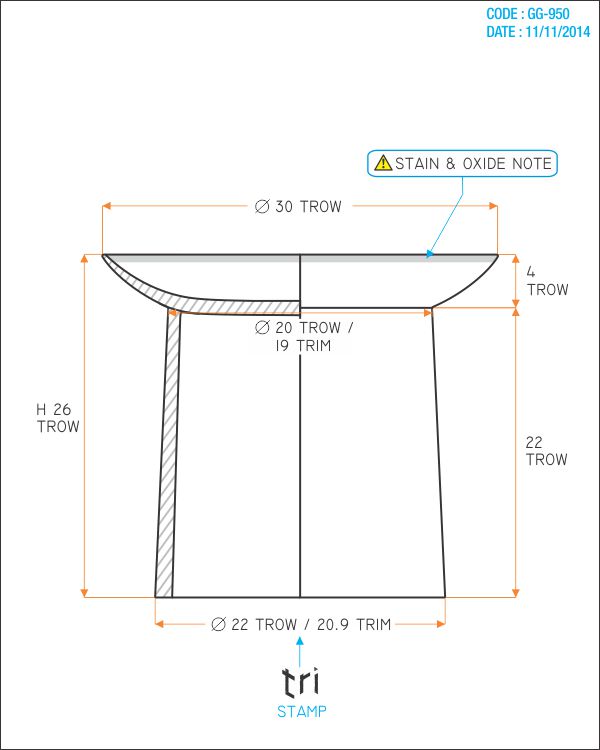 CODE : GG-950
DATE : 11/11/2014
STAIN & OXIDE NOTE
Ø 30 TROW
4
TROW
Ø 20 TROW /
19 TRIM
H 26
TROW
22
TROW
Ø 22 TROW / 20.9 TRIM
tri
STAMP